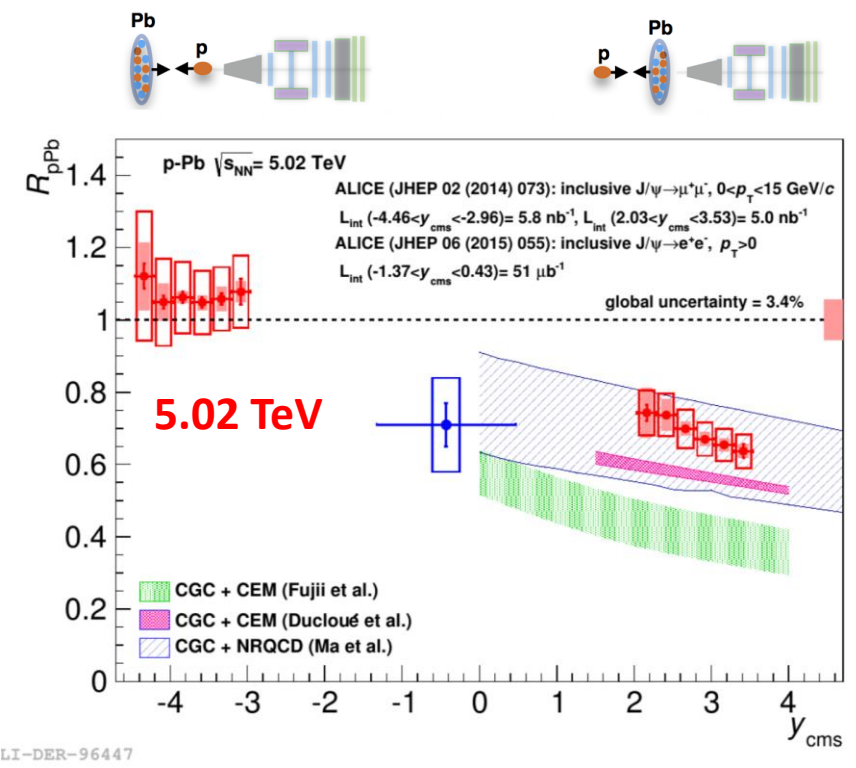 Pb
p
Pb
p
R_pPb
p-Pb √s_NN= 5.02 TeV
ALICE (JHEP 02 (2014) 073): inclusive J/ψ→μ⁺μ⁻, 0<p_T<15 GeV/c
L_int (-4.46<y_cms<-2.96)= 5.8 nb⁻¹, L_int (2.03<y_cms<3.53)= 5.0 nb⁻¹
ALICE (JHEP 06 (2015) 055): inclusive J/ψ→e⁺e⁻, p_T>0
L_int (-1.37<y_cms<0.43)= 51 μb⁻¹
global uncertainty = 3.4%
5.02 TeV
CGC + CEM (Fujii et al.)
CGC + CEM (Ducloué et al.)
CGC + NRQCD (Ma et al.)
1.4
1.2
1
0.8
0.6
0.4
0.2
0
-4 -3 -2 -1 0 1 2 3 4
y_cms
LI-DER-96447